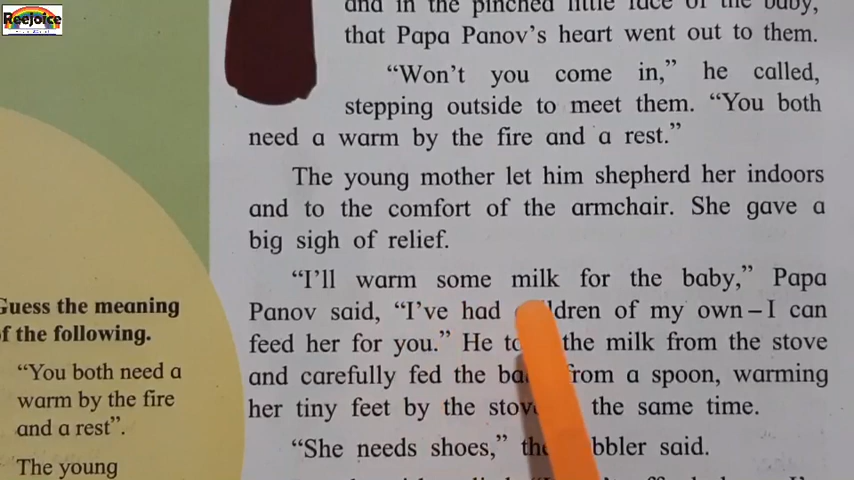 ReeJoice
and in the pinched little face of the baby,
that Papa Panov's heart went out to them.
"Won't you come in," he called,
stepping outside to meet them. "You both
need a warm by the fire and a rest."
The young mother let him shepherd her indoors
and to the comfort of the armchair. She gave a
big sigh of relief.
"I'll warm some milk for the baby," Papa
Panov said, "I've had of my own – I can
feed her for you." He the milk from the stove
and carefully fed the from a spoon, warming
her tiny feet by the the same time.
"She needs shoes," said.
Guess the meaning
of the following.
"You both need a
warm by the fire
and a rest".
The young